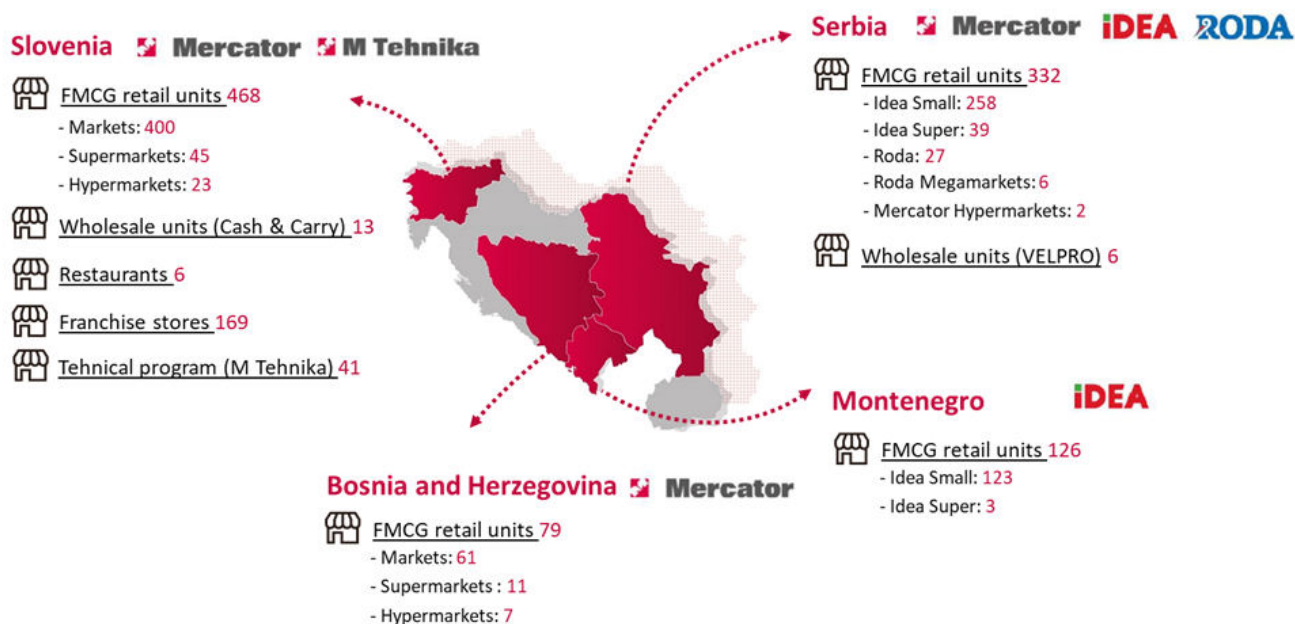 Slovenia Mercator M Tehnika
FMCG retail units 468
- Markets: 400
- Supermarkets: 45
- Hypermarkets: 23
Wholesale units (Cash & Carry) 13
Restaurants 6
Franchise stores 169
Tehnical program (M Tehnika) 41
Serbia Mercator iDEA RODA
FMCG retail units 332
- Idea Small: 258
- Idea Super: 39
- Roda: 27
- Roda Megamarkets: 6
- Mercator Hypermarkets: 2
Wholesale units (VELPRO) 6
Montenegro iDEA
FMCG retail units 126
- Idea Small: 123
- Idea Super: 3
Bosnia and Herzegovina Mercator
FMCG retail units 79
- Markets: 61
- Supermarkets : 11
- Hypermarkets: 7